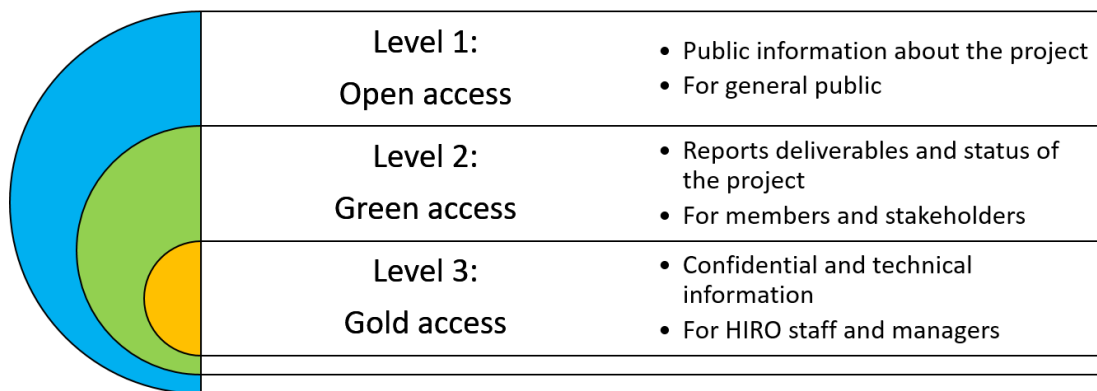 Level 1:
Open access
• Public information about the project
• For general public
Level 2:
Green access
• Reports deliverables and status of
the project
• For members and stakeholders
Level 3:
Gold access
• Confidential and technical
information
• For HIRO staff and managers